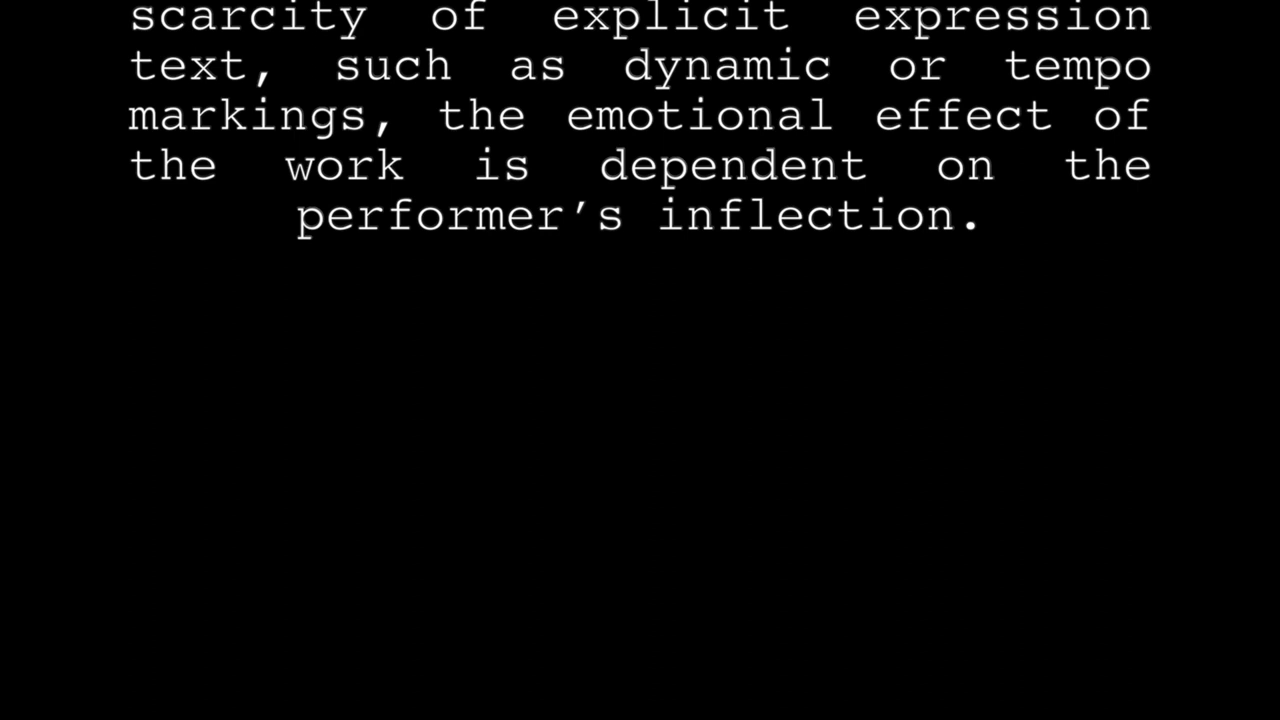 scarcity of explicit expression
text, such as dynamic or tempo
markings, the emotional effect of
the work is dependent on the
performer’s inflection.